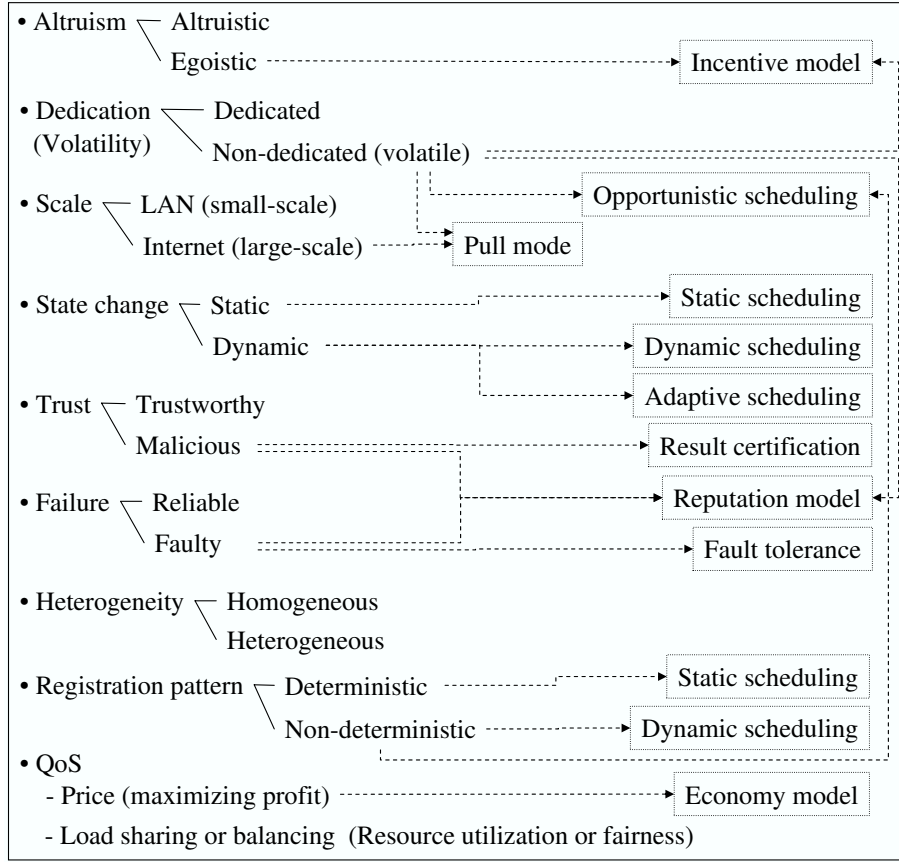 • Altruism
Altruistic
Egoistic
Incentive model
• Dedication
(Volatility)
Dedicated
Non-dedicated (volatile)
Opportunistic scheduling
• Scale
LAN (small-scale)
Internet (large-scale)
Pull mode
• State change
Static
Static scheduling
Dynamic
Dynamic scheduling
Adaptive scheduling
• Trust
Trustworthy
Malicious
Result certification
Reputation model
• Failure
Reliable
Faulty
Fault tolerance
• Heterogeneity
Homogeneous
Heterogeneous
• Registration pattern
Deterministic
Static scheduling
Non-deterministic
Dynamic scheduling
• QoS
- Price (maximizing profit)
Economy model
- Load sharing or balancing (Resource utilization or fairness)